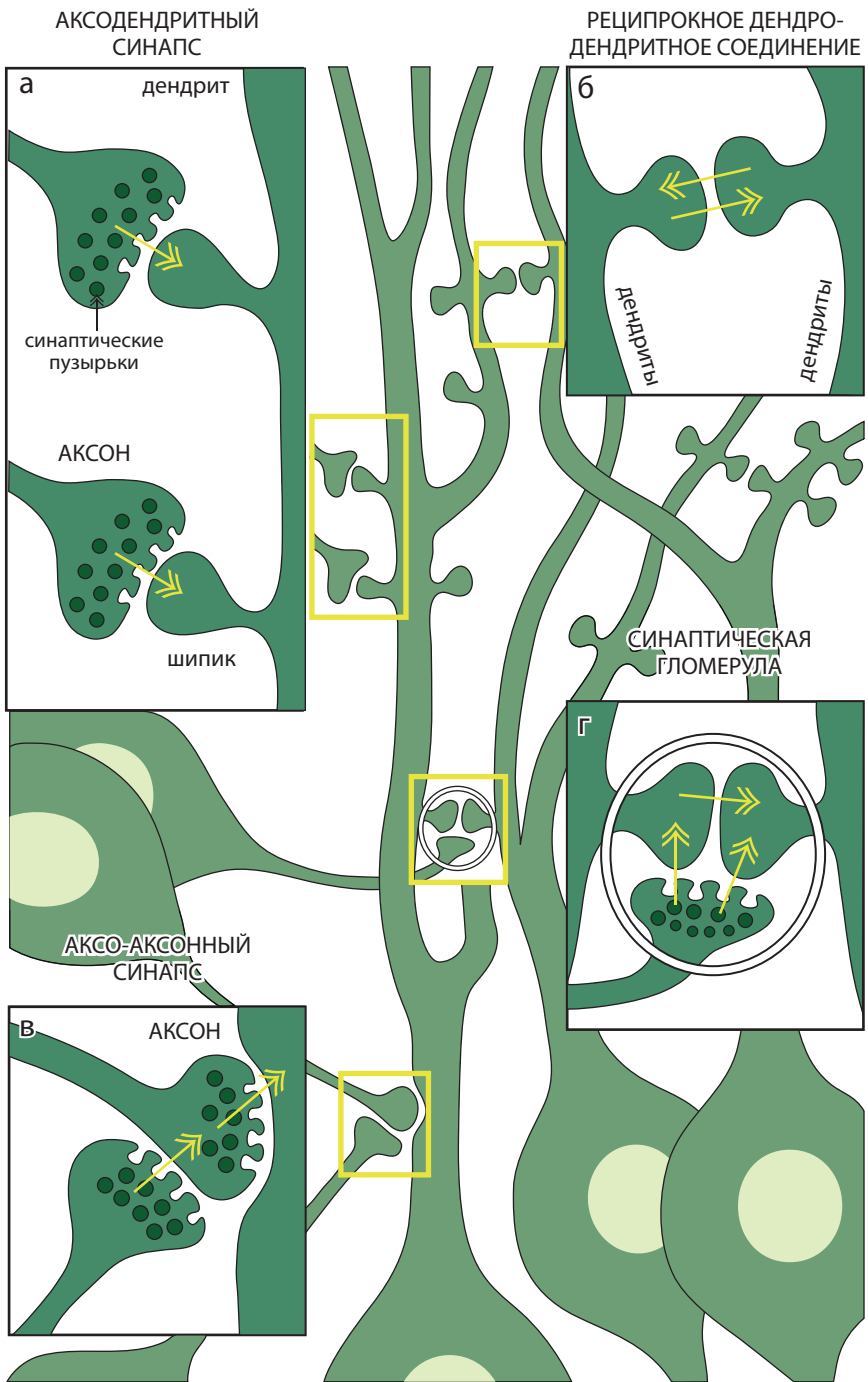 АКСОДЕНДРИТНЫЙ
СИНАПС
а
дендрит
синаптические
пузырьки
АКСОН
шипик
РЕЦИПРОКНОЕ ДЕНДРО-
ДЕНДРИТНОЕ СОЕДИНЕНИЕ
б
дендриты
дендриты
СИНАПТИЧЕСКАЯ
ГЛОМЕРУЛА
г
АКСО-АКСОННЫЙ
СИНАПС
в
АКСОН